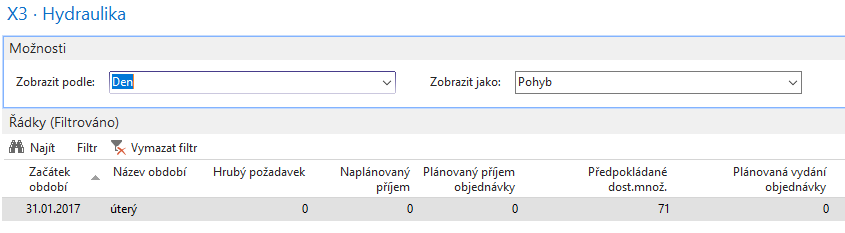 X3 · Hydraulika
Možnosti
Zobrazit podle: Den Zobrazit jako: Pohyb
Řádky (Filtrováno)
Najít Filtr Vymazat filtr
Začátek období Název období Hrubý požadavek Naplánovaný příjem Plánovaný příjem objednávky Předpokládané dost.množ. Plánovaná vydání objednávky
31.01.2017 úterý 0 0 0 71 0